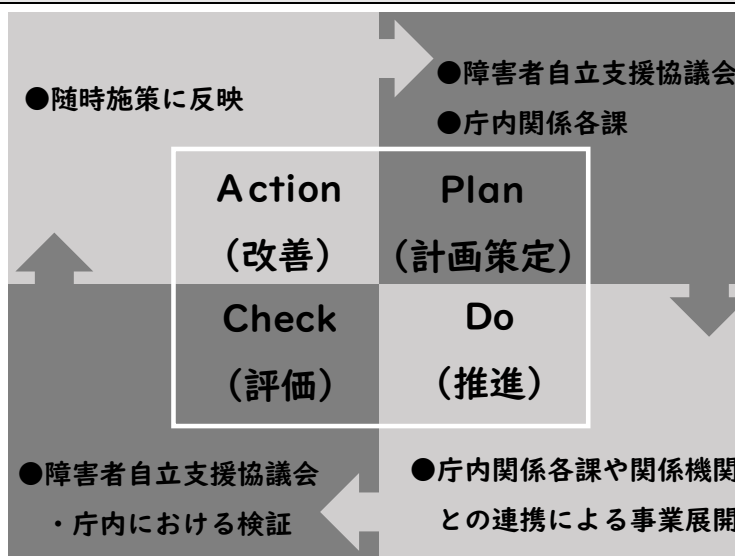 ●随時施策に反映
●障害者自立支援協議会
●庁内関係各課
Action
（改善）
Plan
（計画策定）
Check
（評価）
Do
（推進）
●障害者自立支援協議会
・庁内における検証
●庁内関係各課や関係機関
との連携による事業展開